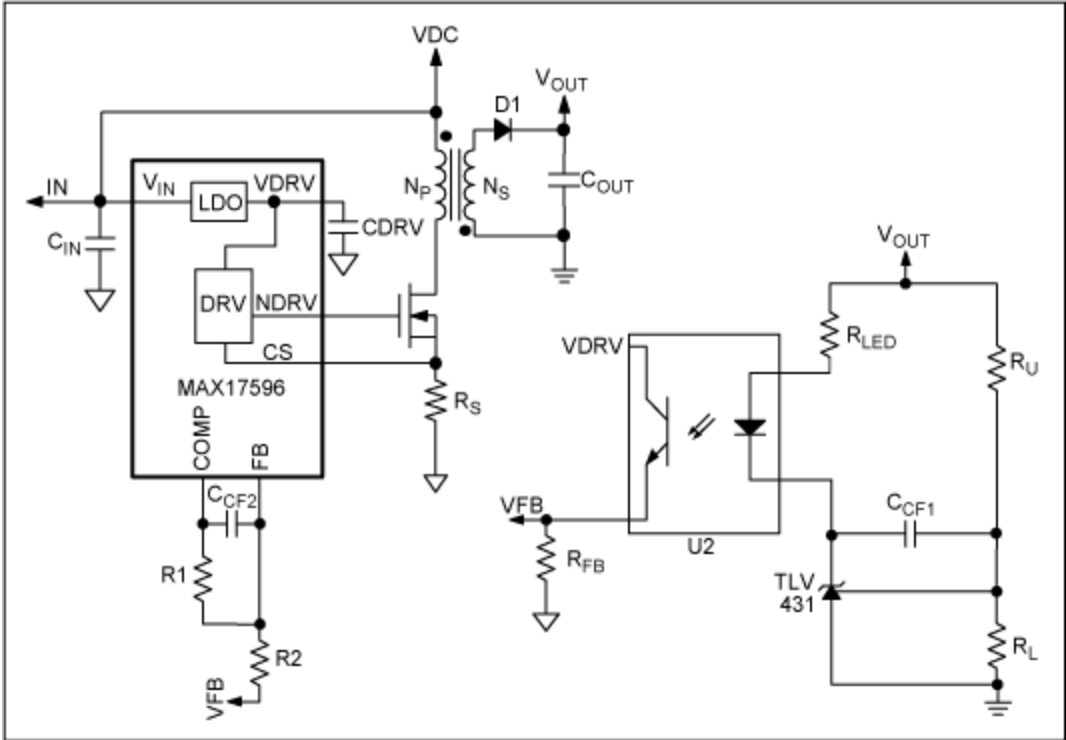 VDC
VOUT
D1
IN
VIN
LDO
VDRV
NP
NS
COUT
CIN
CDRV
DRV
NDRV
CS
MAX17596
RS
COMP
FB
CCF2
R1
R2
VFB
VOUT
RLED
RU
VDRV
VFB
RFB
U2
CCF1
TLV
431
RL